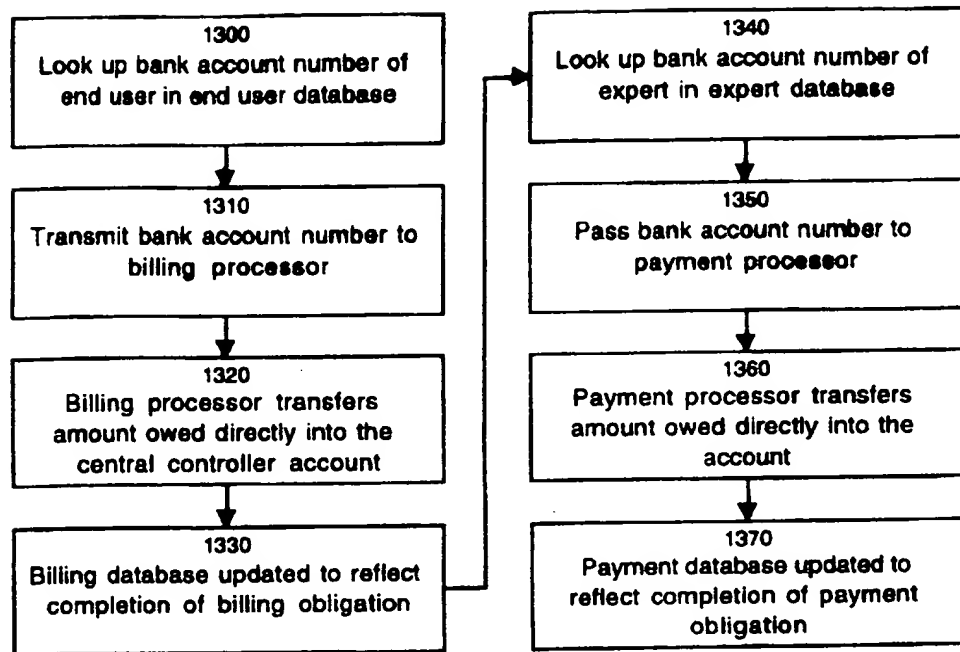 1300
Look up bank account number of
end user in end user database
1310
Transmit bank account number to
billing processor
1320
Billing processor transfers
amount owed directly into the
central controller account
1330
Billing database updated to reflect
completion of billing obligation
1340
Look up bank account number of
expert in expert database
1350
Pass bank account number to
payment processor
1360
Payment processor transfers
amount owed directly into the
account
1370
Payment database updated to
reflect completion of payment
obligation